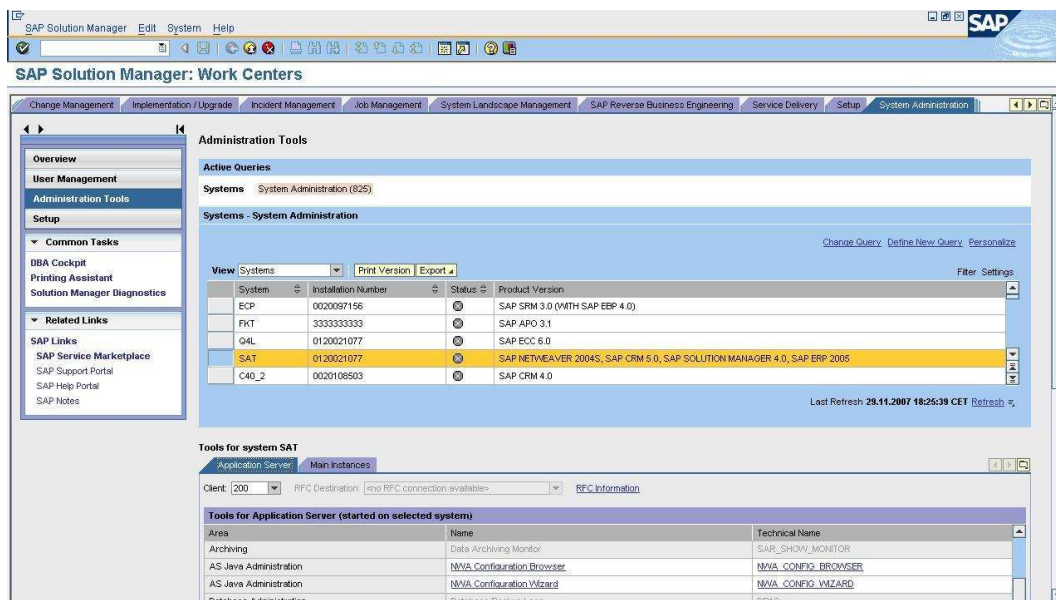 SAP Solution Manager Edit System Help
SAP
SAP Solution Manager: Work Centers
Change Management Implementation / Upgrade Incident Management Job Management System Landscape Management SAP Reverse Business Engineering Service Delivery Setup System Administration
Overview
User Management
Administration Tools
Setup
Common Tasks
DBA Cockpit
Printing Assistant
Solution Manager Diagnostics
Related Links
SAP Links
SAP Service Marketplace
SAP Support Portal
SAP Help Portal
SAP Notes
Administration Tools
Active Queries
Systems System Administration (825)
Systems - System Administration
Change Query Define New Query Personalize
View Systems Print Version Export Filter Settings
System Installation Number Status Product Version
ECP 0020097156 SAP SRM 3.0 (WITH SAP EBP 4.0)
FKT 3333333333 SAP APO 3.1
Q4L 0120021077 SAP ECC 6.0
SAT 0120021077 SAP NETWEAVER 2004S, SAP CRM 5.0, SAP SOLUTION MANAGER 4.0, SAP ERP 2005
C40_2 0020108503 SAP CRM 4.0
Last Refresh 29.11.2007 18:25:39 CET Refresh
Tools for system SAT
Application Server Main Instances
Client: 200 RFC Destination: <no RFC connection available> RFC Information
Tools for Application Server (started on selected system)
Area Name Technical Name
Archiving Data Archiving Monitor SAR_SHOW_MONITOR
AS Java Administration NWA Configuration Browser NWA_CONFIG_BROWSER
AS Java Administration NWA Configuration Wizard NWA_CONFIG_WIZARD